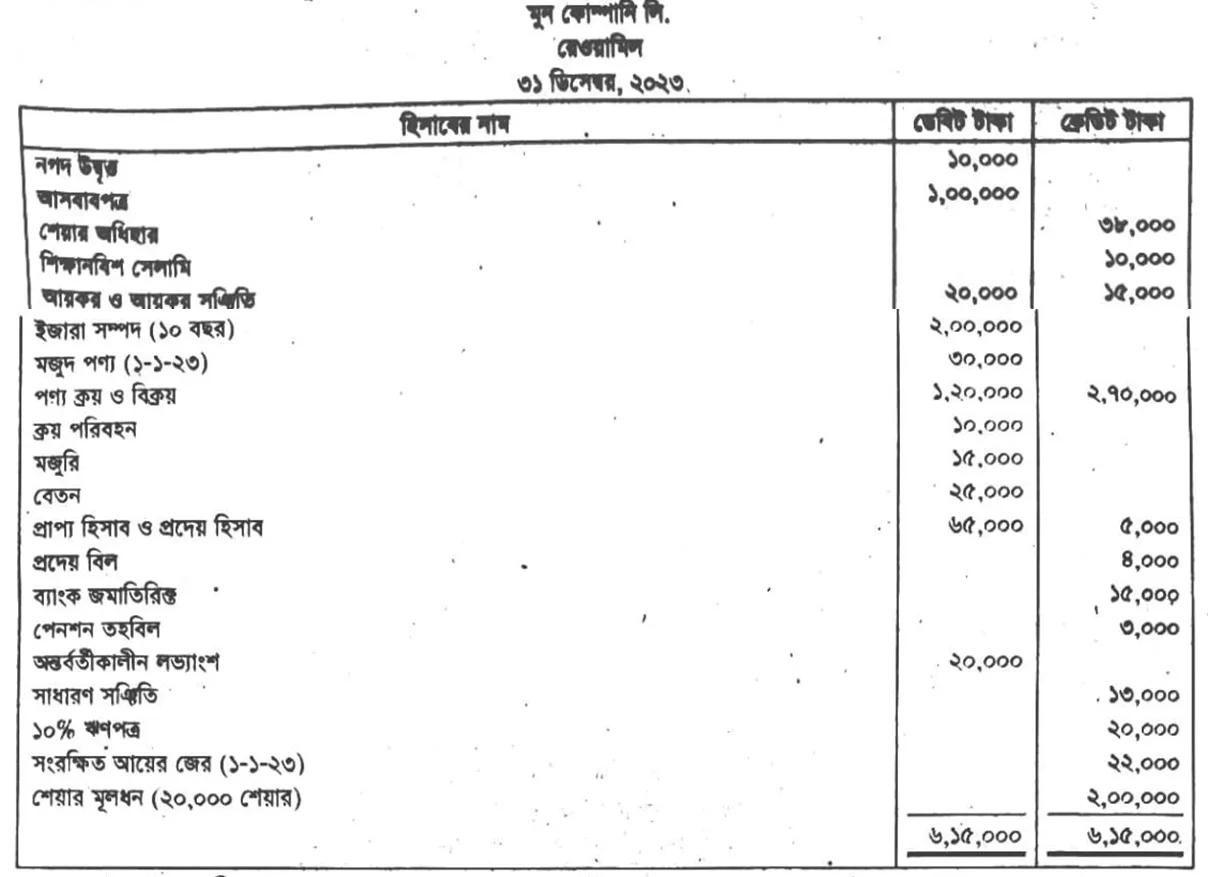 মুন কোম্পানি লি.
রেওয়ামিল
৩১ ডিসেম্বর, ২০২৩
হিসাবের নাম ডেবিট টাকা ক্রেডিট টাকা
নগদ উদ্বৃত্ত ১০,০০০
আসবাবপত্র ১,০০,০০০
শেয়ার অধিহার ৩৮,০০০
শিক্ষানবিশ সেলামি ১০,০০০
আয়কর ও আয়কর সঞ্চিতি ২০,০০০ ১৫,০০০
ইজারা সম্পদ (১০ বছর) ২,০০,০০০
মজুদ পণ্য (১-১-২৩) ৩০,০০০
পণ্য ক্রয় ও বিক্রয় ১,২০,০০০ ২,৭০,০০০
ক্রয় পরিবহন ১০,০০০
মজুরি ১৫,০০০
বেতন ২৫,০০০
প্রাপ্য হিসাব ও প্রদেয় হিসাব ৬৫,০০০ ৫,০০০
প্রদেয় বিল ৪,০০০
ব্যাংক জমাতিরিক্ত ১৫,০০০
পেনশন তহবিল ৩,০০০
অন্তর্বর্তীকালীন লভ্যাংশ ২০,০০০
সাধারণ সঞ্চিতি ১৩,০০০
১০% ঋণপত্র ২০,০০০
সংরক্ষিত আয়ের জের (১-১-২৩) ২২,০০০
শেয়ার মূলধন (২০,০০০ শেয়ার) ২,০০,০০০
৬,১৫,০০০ ৬,১৫,০০০